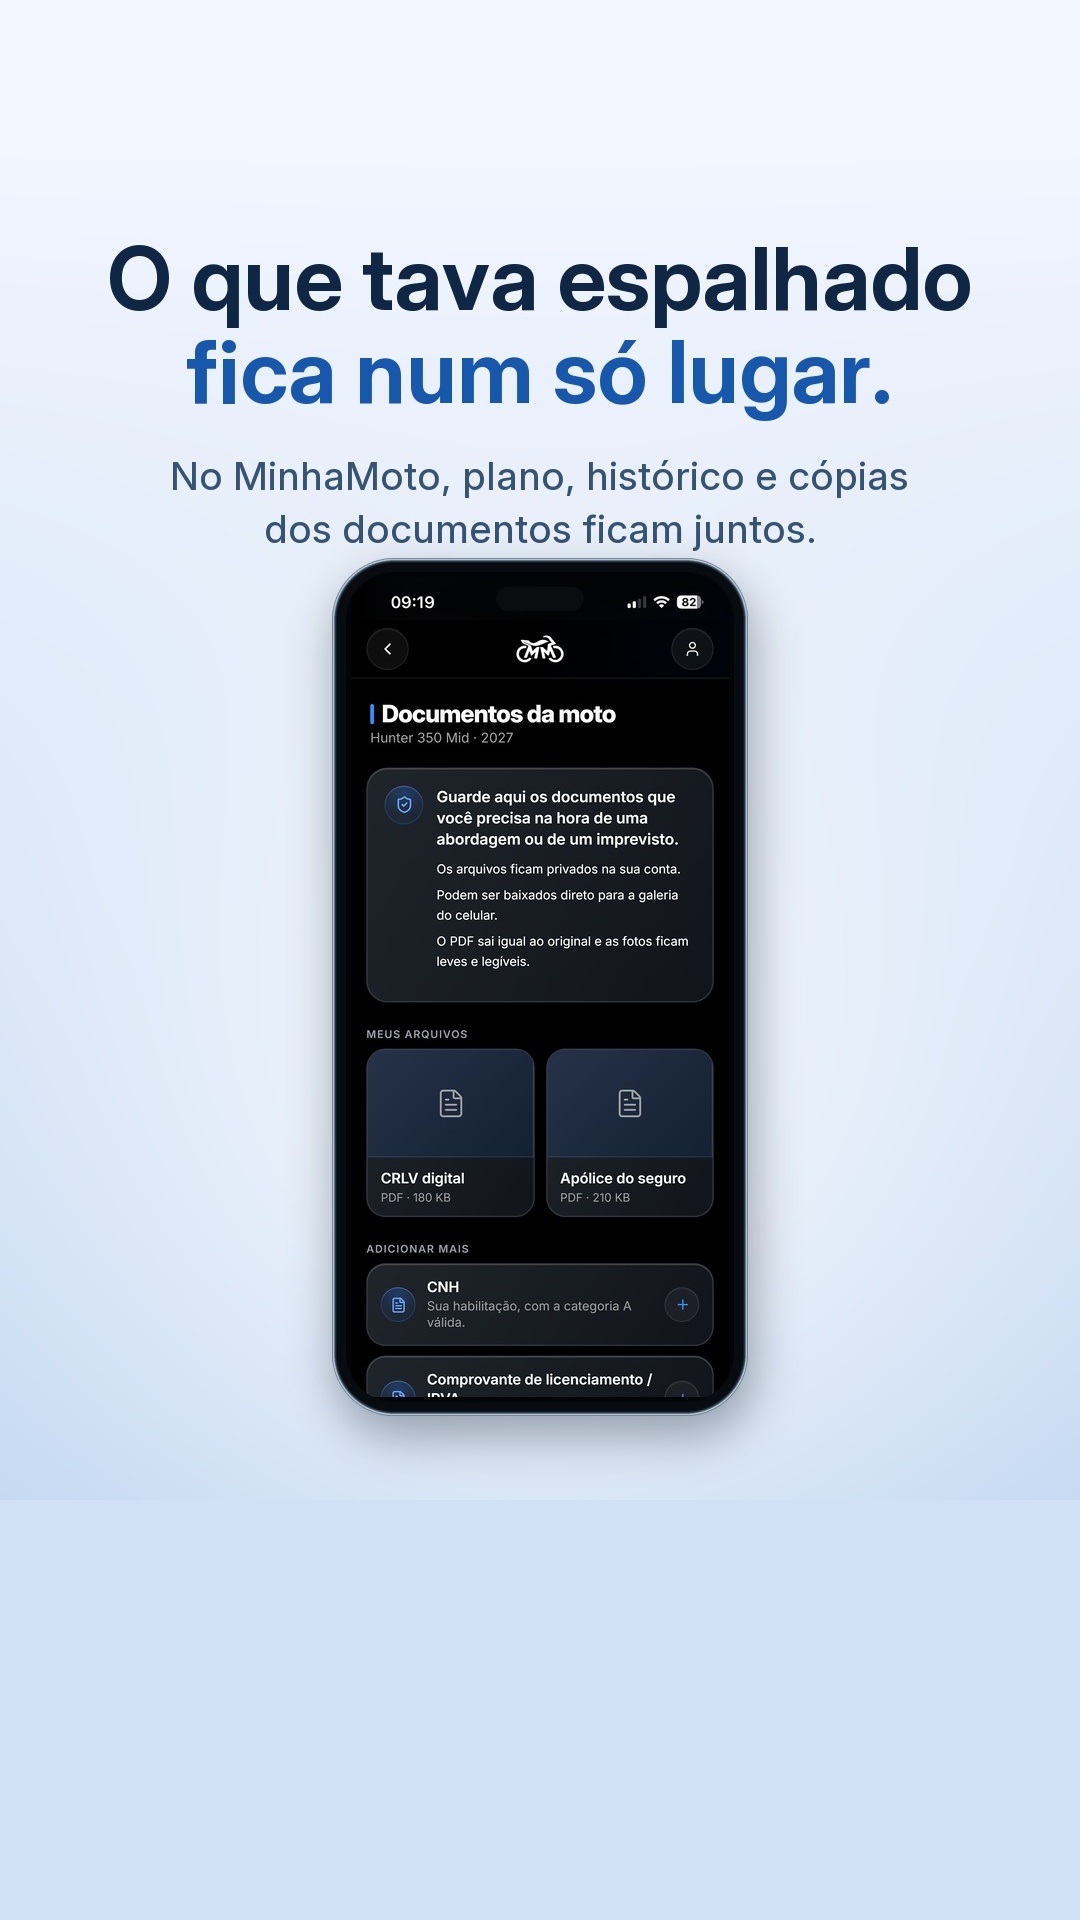 O que tava espalhado
fica num só lugar.
No MinhaMoto, plano, histórico e cópias
dos documentos ficam juntos.
09:19
82
MM
Documentos da moto
Hunter 350 Mid · 2027
Guarde aqui os documentos que
você precisa na hora de uma
abordagem ou de um imprevisto.
Os arquivos ficam privados na sua conta.
Podem ser baixados direto para a galeria
do celular.
O PDF sai igual ao original e as fotos ficam
leves e legíveis.
MEUS ARQUIVOS
CRLV digital
PDF · 180 KB
Apólice do seguro
PDF · 210 KB
ADICIONAR MAIS
CNH
Sua habilitação, com a categoria A
válida.
Comprovante de licenciamento /
IPVA